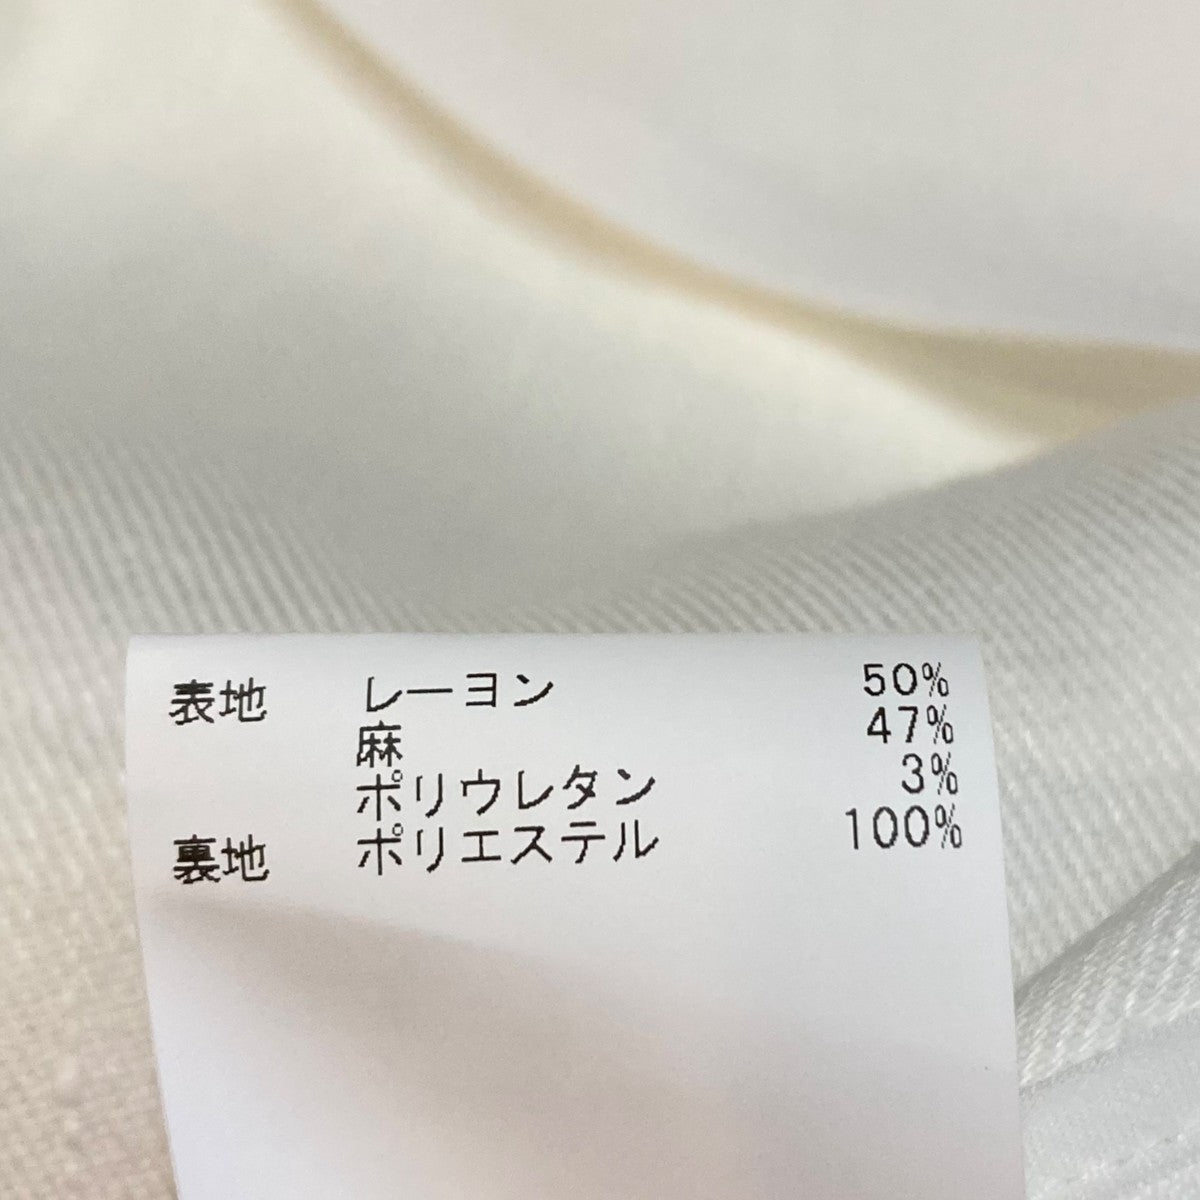 表地 レーヨン 50%
麻 47%
ポリウレタン 3%
裏地 ポリエステル 100%